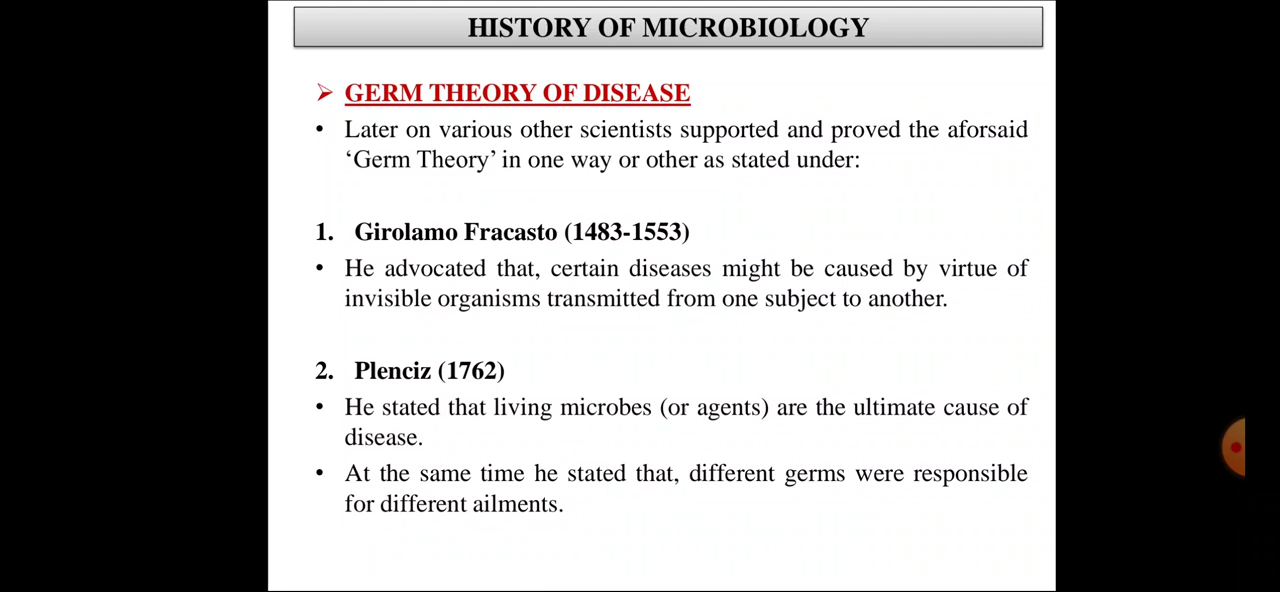 HISTORY OF MICROBIOLOGY
➢ GERM THEORY OF DISEASE
• Later on various other scientists supported and proved the aforsaid
‘Germ Theory’ in one way or other as stated under:
1. Girolamo Fracasto (1483-1553)
• He advocated that, certain diseases might be caused by virtue of
invisible organisms transmitted from one subject to another.
2. Plenciz (1762)
• He stated that living microbes (or agents) are the ultimate cause of
disease.
• At the same time he stated that, different germs were responsible
for different ailments.